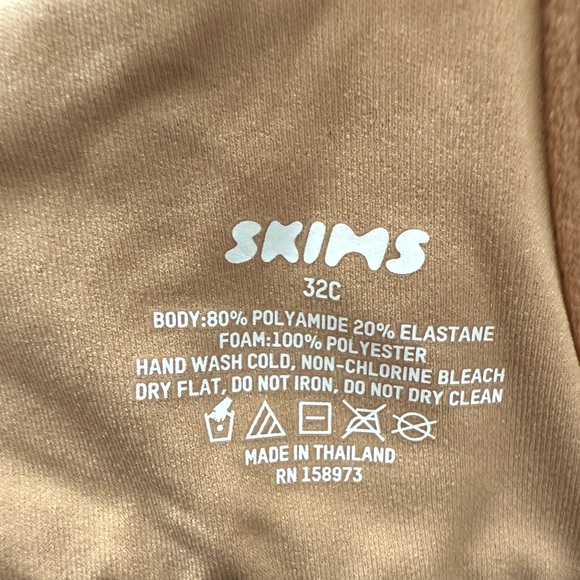 SKIMS
32C
BODY:80% POLYAMIDE 20% ELASTANE
FOAM:100% POLYESTER
HAND WASH COLD, NON-CHLORINE BLEACH
DRY FLAT, DO NOT IRON, DO NOT DRY CLEAN
MADE IN THAILAND
RN 158973